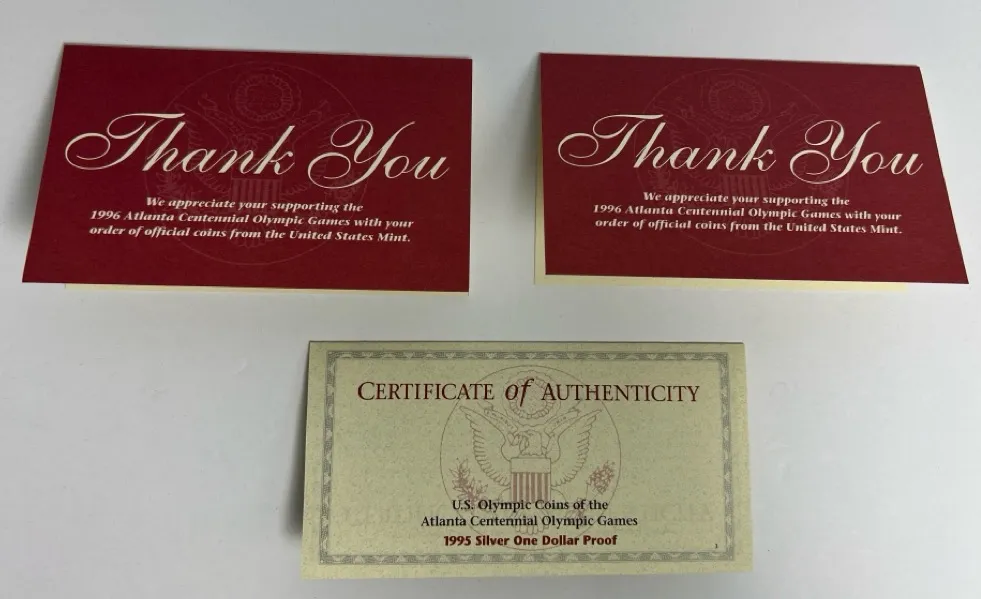 Thank You
We appreciate your supporting the
1996 Atlanta Centennial Olympic Games with your
order of official coins from the United States Mint.
Thank You
We appreciate your supporting the
1996 Atlanta Centennial Olympic Games with your
order of official coins from the United States Mint.
CERTIFICATE of AUTHENTICITY
U.S. Olympic Coins of the
Atlanta Centennial Olympic Games
1995 Silver One Dollar Proof